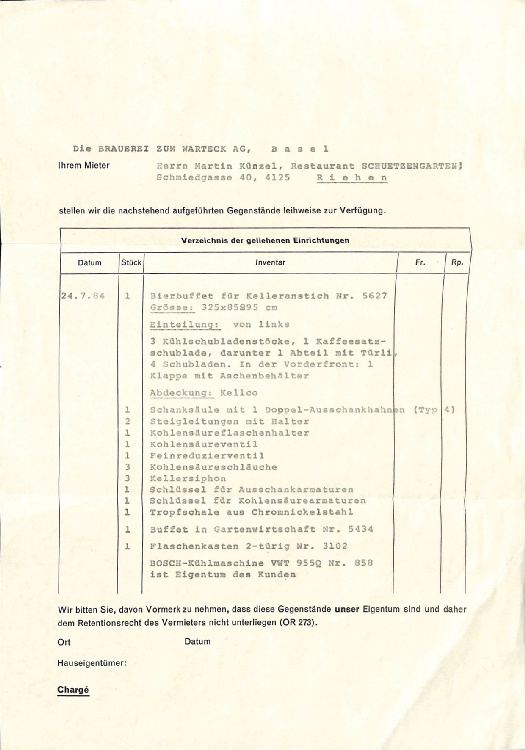 Die BRAUEREI ZUM WARTECK AG, B a s e l
Ihrem Mieter Herrn Martin Künzel, Restaurant SCHUETZENGARTEN,
Schmiedgasse 40, 4125 R i e h e n
stellen wir die nachstehend aufgeführten Gegenstände leihweise zur Verfügung.
Verzeichnis der geliehenen Einrichtungen
Datum Stück Inventar Fr. Rp.
24.7.84 1 Bierbuffet für Kelleranstich Nr. 5627
Grösse: 325x85x95 cm
Einteilung: von links
3 Kühlschubladenstöcke, 1 Kaffeesatz-
schublade, darunter 1 Abteil mit Türli,
4 Schubladen. In der Vorderfront: 1
Klappe mit Aschenbehälter
Abdeckung: Kellco
1 Schanksäule mit 1 Doppel-Ausschankhahnen (Typ 4)
2 Steigleitungen mit Halter
1 Kohlensäureflaschenhalter
1 Kohlensäureventil
1 Feinreduzierventil
3 Kohlensäureschläuche
3 Kellersiphon
1 Schlüssel für Ausschankarmaturen
1 Schlüssel für Kohlensäurearmaturen
1 Tropfschale aus Chromnickelstahl
1 Buffet in Gartenwirtschaft Nr. 5434
1 Flaschenkasten 2-türig Nr. 3102
BOSCH-Kühlmaschine VWT 955Q Nr. 858
ist Eigentum des Kunden
Wir bitten Sie, davon Vormerk zu nehmen, dass diese Gegenstände unser Eigentum sind und daher
dem Retentionsrecht des Vermieters nicht unterliegen (OR 273).
Ort Datum
Hauseigentümer:
Chargé